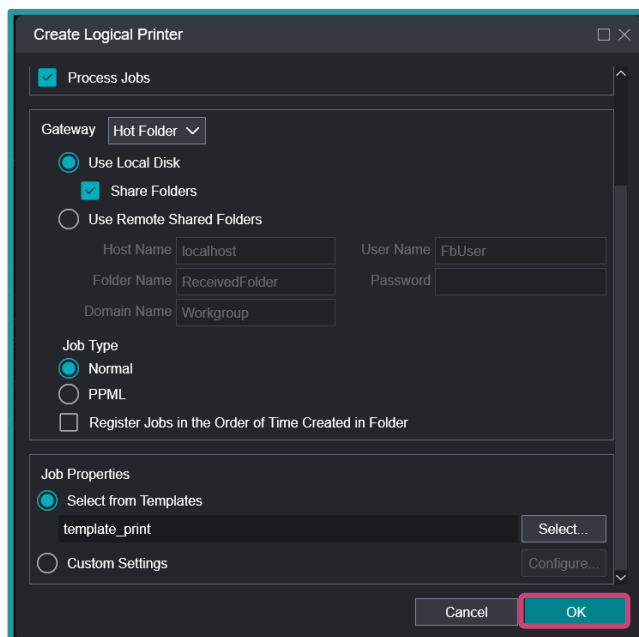 Create Logical Printer
Process Jobs
Gateway Hot Folder
Use Local Disk
Share Folders
Use Remote Shared Folders
Host Name localhost User Name FbUser
Folder Name ReceivedFolder Password
Domain Name Workgroup
Job Type
Normal
PPML
Register Jobs in the Order of Time Created in Folder
Job Properties
Select from Templates
template_print Select...
Custom Settings Configure...
Cancel OK